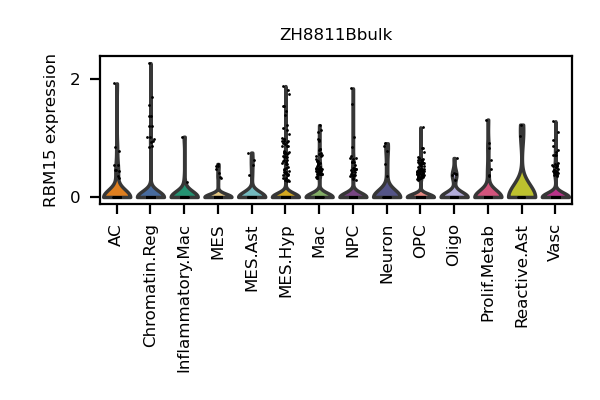 ZH8811Bbulk
RBM15 expression
2
0
AC
Chromatin.Reg
Inflammatory.Mac
MES
MES.Ast
MES.Hyp
Mac
NPC
Neuron
OPC
Oligo
Prolif.Metab
Reactive.Ast
Vasc